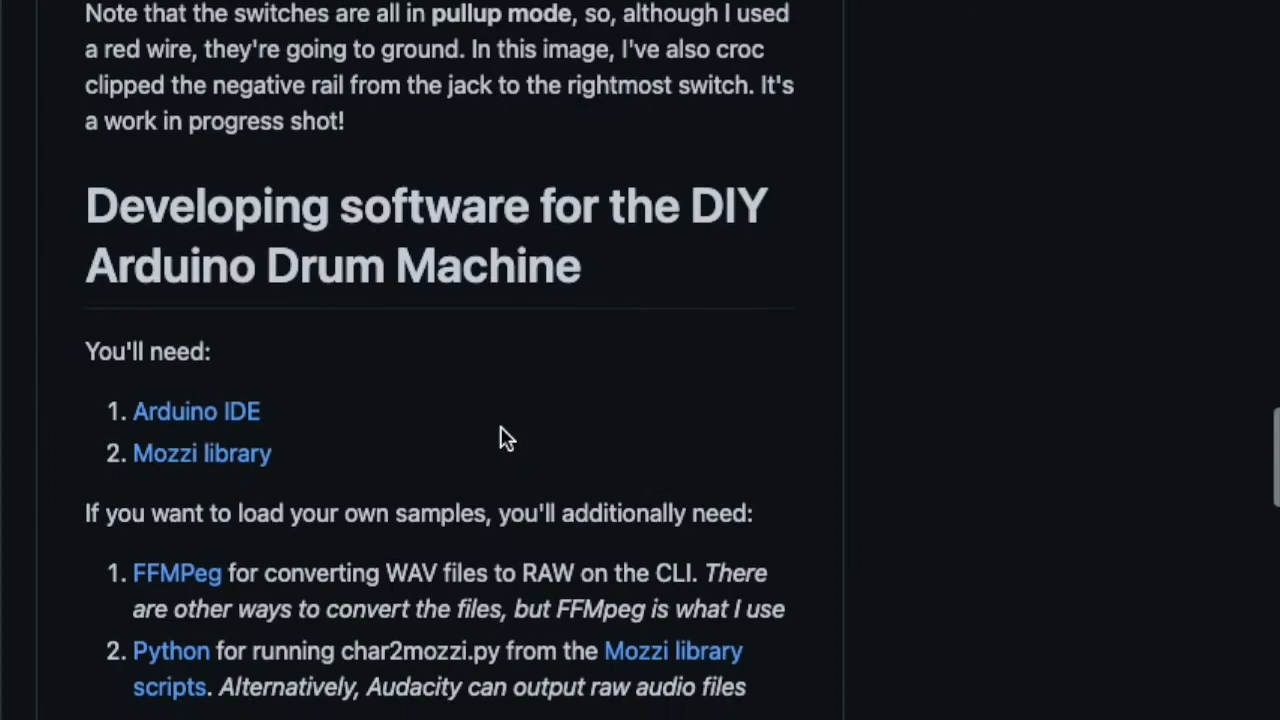 Note that the switches are all in pullup mode, so, although I used
a red wire, they're going to ground. In this image, I've also croc
clipped the negative rail from the jack to the rightmost switch. It's
a work in progress shot!
Developing software for the DIY
Arduino Drum Machine
You'll need:
1. Arduino IDE
2. Mozzi library
If you want to load your own samples, you'll additionally need:
1. FFMPeg for converting WAV files to RAW on the CLI. There
are other ways to convert the files, but FFMpeg is what I use
2. Python for running char2mozzi.py from the Mozzi library
scripts. Alternatively, Audacity can output raw audio files